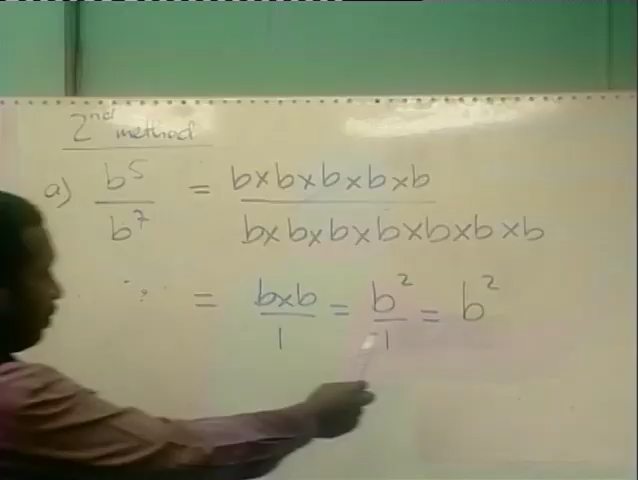 2nd method
a) b⁵/b⁷ = b×b×b×b×b / b×b×b×b×b×b×b
= b×b/1 = b²/1 = b²